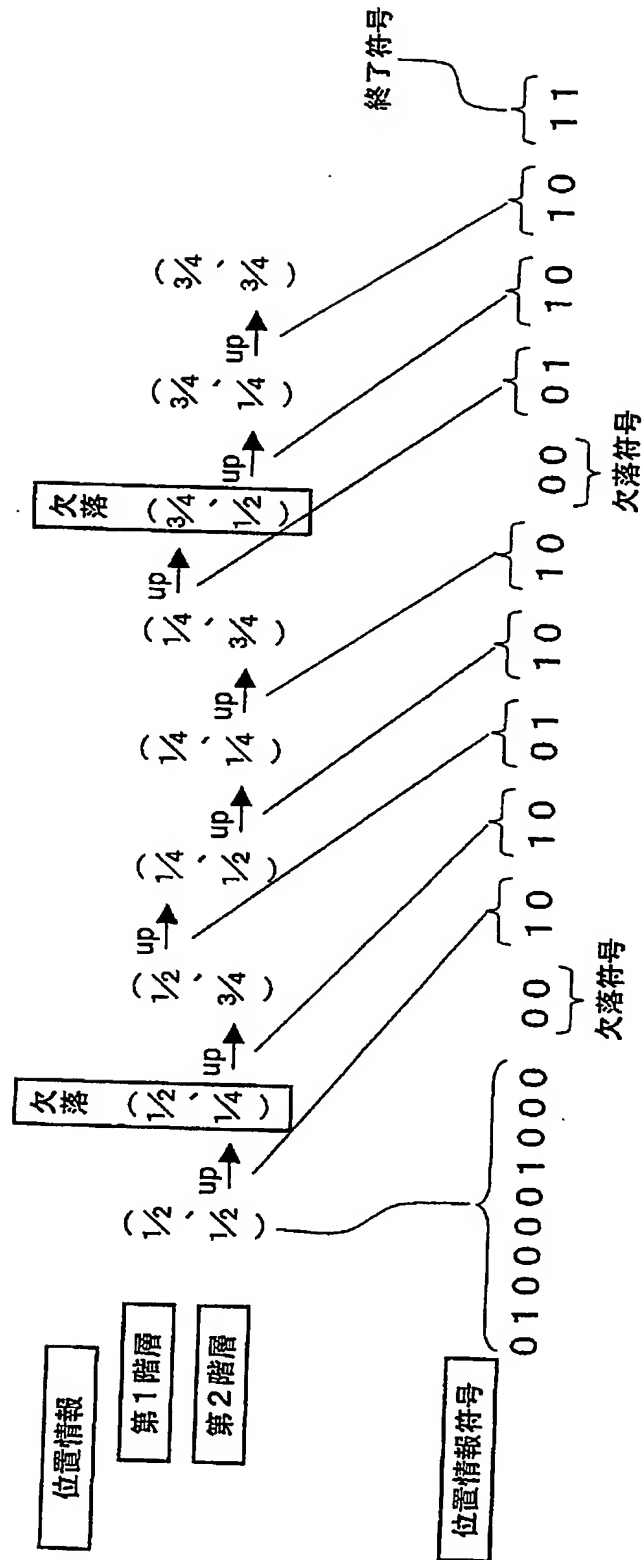 位置情報
欠落
欠落
第1階層
第2階層
(½、½)
up
(½、¼)
up
(½、¾)
up
(¼、½)
up
(¼、¼)
up
(¼、¾)
up
(¾、½)
up
(¾、¼)
up
(¾、¾)
終了符号
位置情報符号
0100001000 00 10 10 01 10 10 00 01 10 10 11
欠落符号
欠落符号